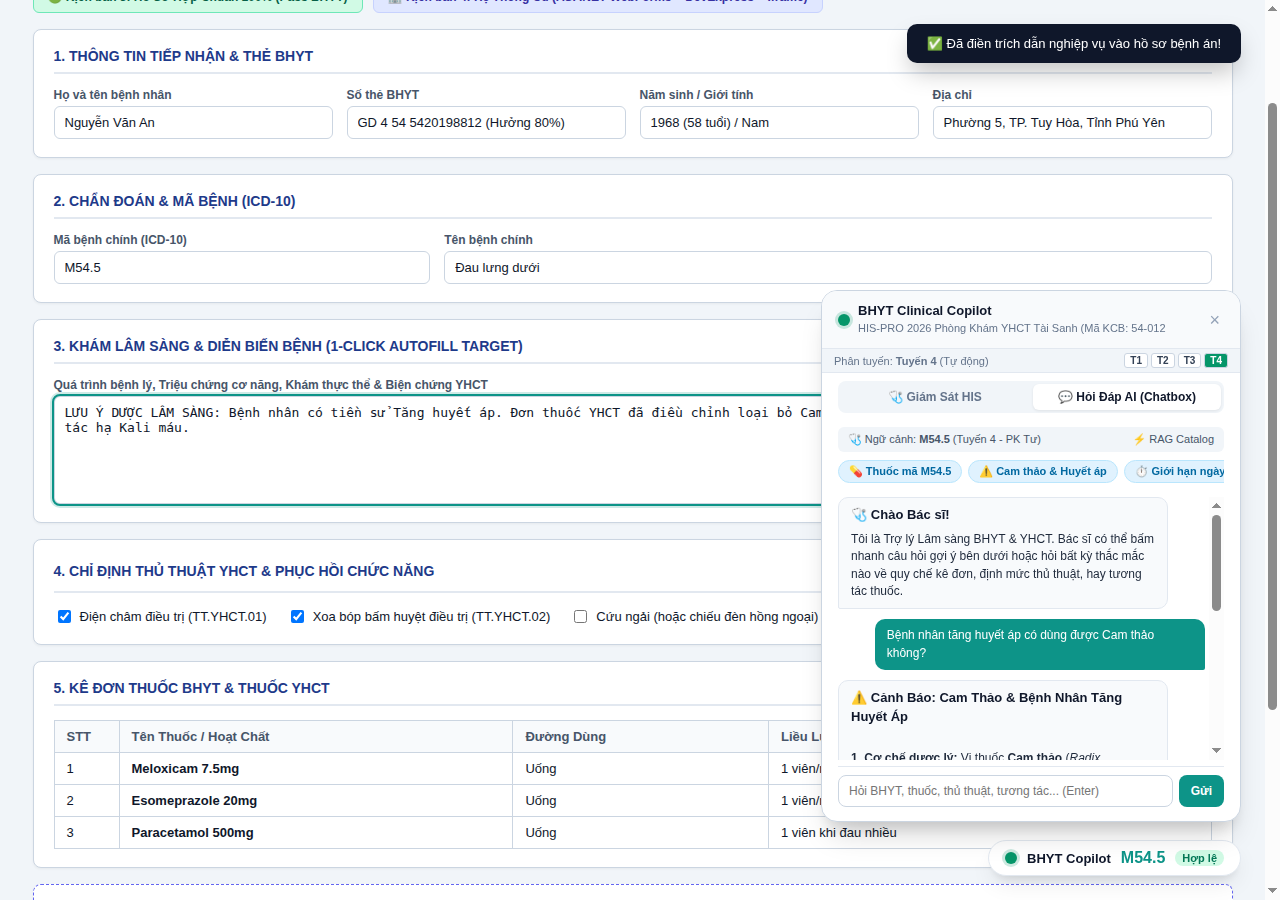 1. THÔNG TIN TIẾP NHẬN & THẺ BHYT
✅ Đã điền trích dẫn nghiệp vụ vào hồ sơ bệnh án!
Họ và tên bệnh nhân
Số thẻ BHYT
Năm sinh / Giới tính
Địa chỉ
Nguyễn Văn An
GD 4 54 5420198812 (Hưởng 80%)
1968 (58 tuổi) / Nam
Phường 5, TP. Tuy Hòa, Tỉnh Phú Yên
2. CHẨN ĐOÁN & MÃ BỆNH (ICD-10)
Mã bệnh chính (ICD-10)
Tên bệnh chính
M54.5
Đau lưng dưới
3. KHÁM LÂM SÀNG & DIỄN BIẾN BỆNH (1-CLICK AUTOFILL TARGET)
Quá trình bệnh lý, Triệu chứng cơ năng, Khám thực thể & Biện chứng YHCT
LƯU Ý DƯỢC LÂM SÀNG: Bệnh nhân có tiền sử Tăng huyết áp. Đơn thuốc YHCT đã điều chỉnh loại bỏ Cam
tác hạ Kali máu.
4. CHỈ ĐỊNH THỦ THUẬT YHCT & PHỤC HỒI CHỨC NĂNG
Điện châm điều trị (TT.YHCT.01)
Xoa bóp bấm huyệt điều trị (TT.YHCT.02)
Cứu ngải (hoặc chiếu đèn hồng ngoại)
5. KÊ ĐƠN THUỐC BHYT & THUỐC YHCT
STT
Tên Thuốc / Hoạt Chất
Đường Dùng
Liều
1
Meloxicam 7.5mg
Uống
1 viên/
2
Esomeprazole 20mg
Uống
1 viên/
3
Paracetamol 500mg
Uống
1 viên khi đau nhiều
BHYT Clinical Copilot
HIS-PRO 2026 Phòng Khám YHCT Tài Sanh (Mã KCB: 54-012
×
Phân tuyến: Tuyến 4 (Tự động)
T1 T2 T3 T4
🩺 Giám Sát HIS
💬 Hỏi Đáp AI (Chatbox)
🩺 Ngữ cảnh: M54.5 (Tuyến 4 - PK Tư)
⚡ RAG Catalog
💊 Thuốc mã M54.5
⚠️ Cam thảo & Huyết áp
⏱️ Giới hạn ngày
🩺 Chào Bác sĩ!
Tôi là Trợ lý Lâm sàng BHYT & YHCT. Bác sĩ có thể bấm
nhanh câu hỏi gợi ý bên dưới hoặc hỏi bất kỳ thắc mắc
nào về quy chế kê đơn, định mức thủ thuật, hay tương
tác thuốc.
Bệnh nhân tăng huyết áp có dùng được Cam thảo
không?
⚠️ Cảnh Báo: Cam Thảo & Bệnh Nhân Tăng
Huyết Áp
1. Cơ chế dược lý: Vị thuốc Cam thảo (Radix
Hỏi BHYT, thuốc, thủ thuật, tương tác... (Enter)
Gửi
BHYT Copilot M54.5 Hợp lệ